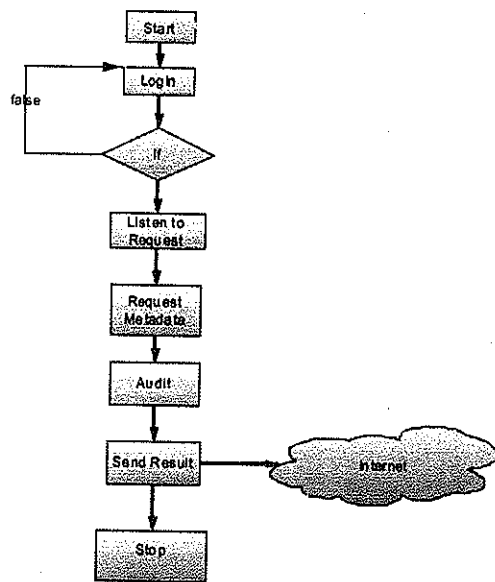 Start
Login
false
If
Listen to
Request
Request
Metadata
Audit
Send Result
Internet
Stop